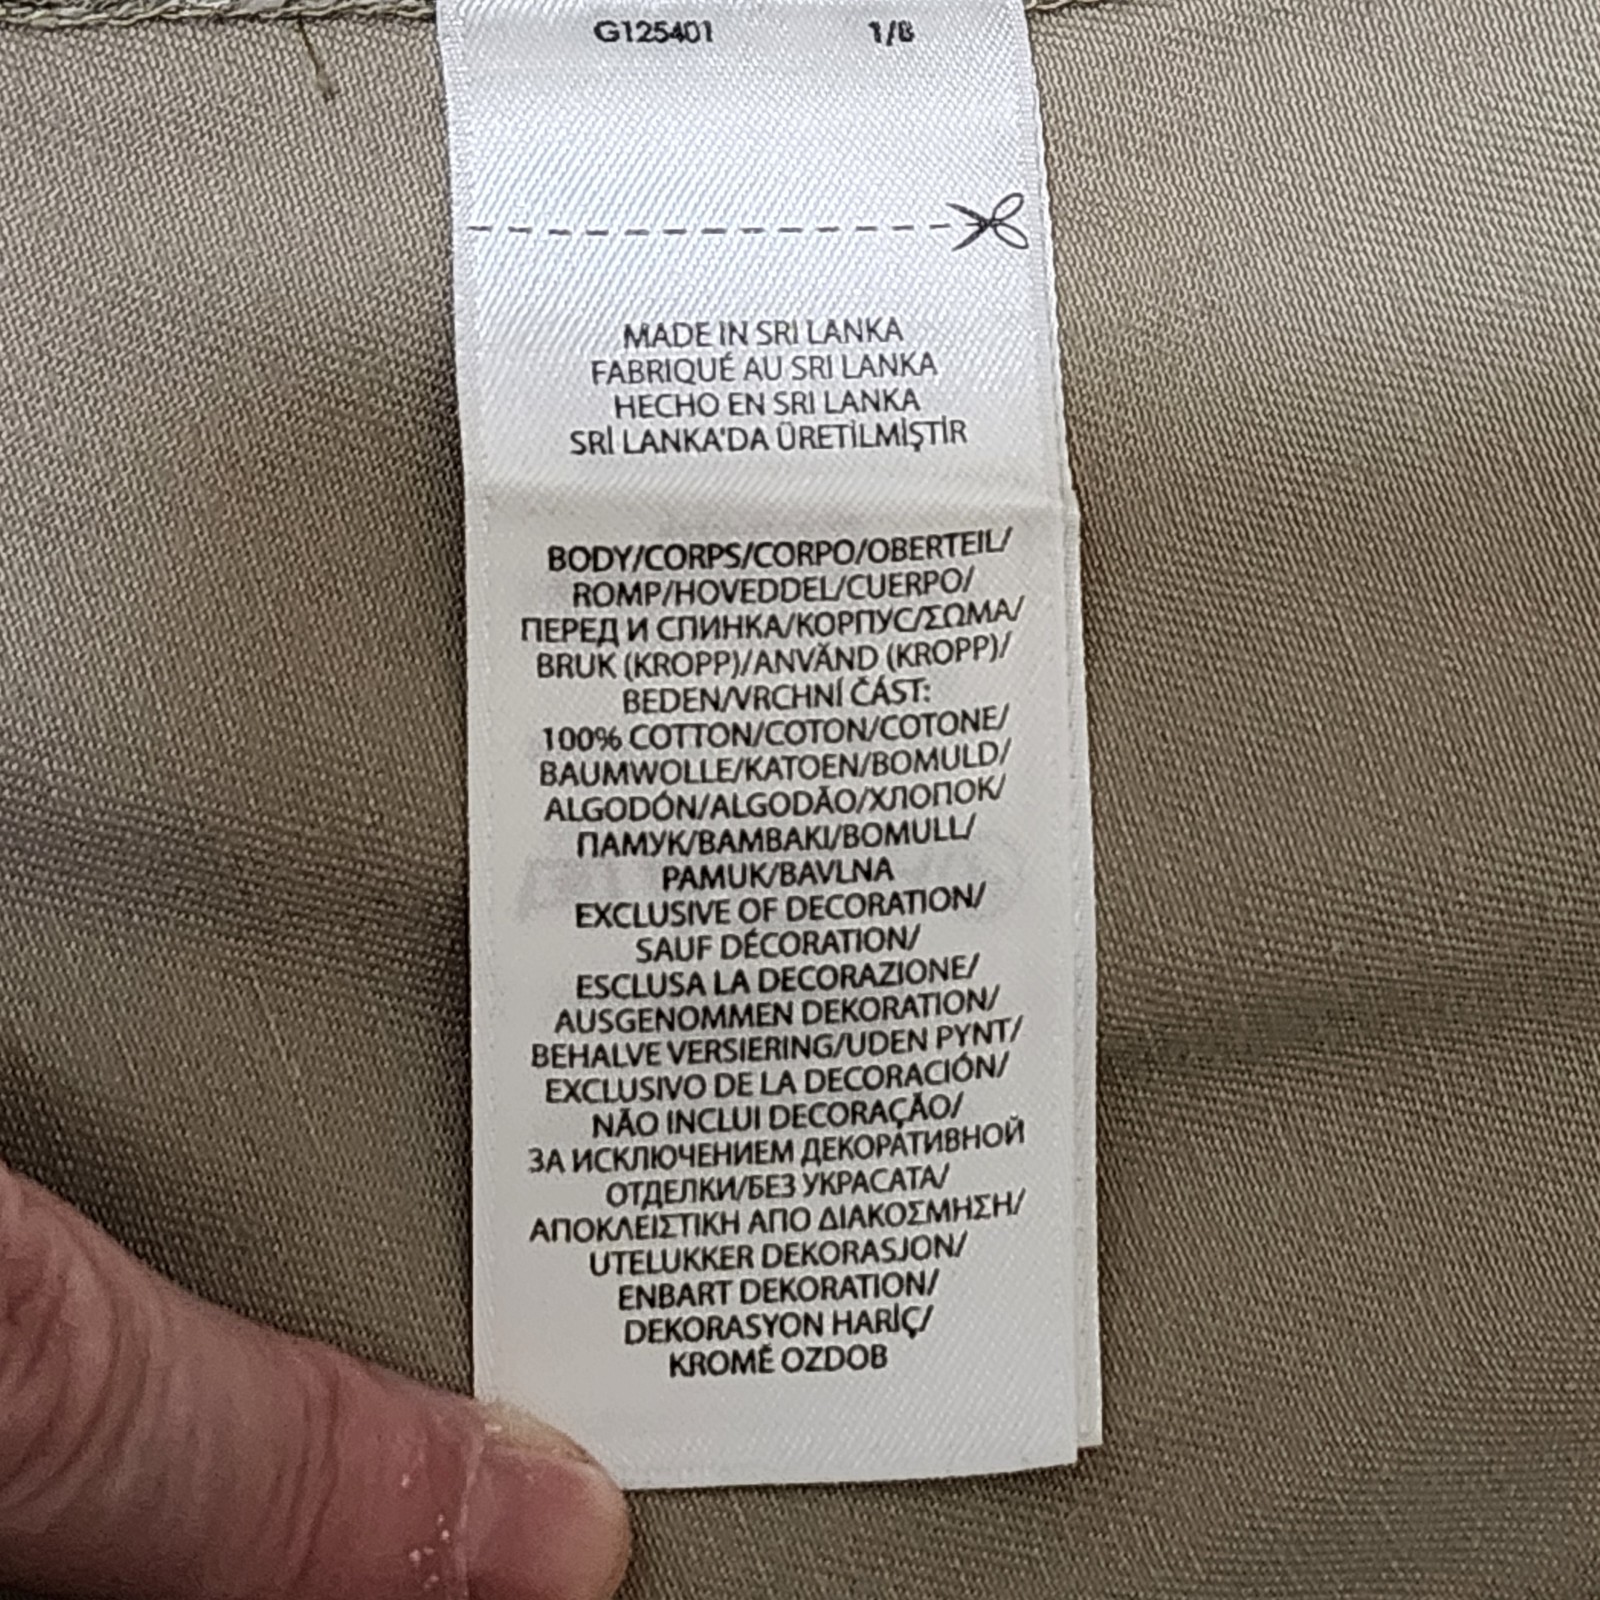 G125401 1/8
MADE IN SRI LANKA
FABRIQUÉ AU SRI LANKA
HECHO EN SRI LANKA
SRİ LANKA'DA ÜRETİLMİŞTİR
BODY/CORPS/CORPO/OBERTEIL/
ROMP/HOVEDDEL/CUERPO/
ПЕРЕД И СПИНКА/КОРПУС/ΣΩΜΑ/
BRUK (KROPP)/ANVÄND (KROPP)/
BEDEN/VRCHNÍ ČÁST:
100% COTTON/COTON/COTONE/
BAUMWOLLE/KATOEN/BOMULD/
ALGODÓN/ALGODÃO/ХЛОПОК/
ПАМУК/ΒΑΜΒΑΚΙ/BOMULL/
PAMUK/BAVLNA
EXCLUSIVE OF DECORATION/
SAUF DÉCORATION/
ESCLUSA LA DECORAZIONE/
AUSGENOMMEN DEKORATION/
BEHALVE VERSIERING/UDEN PYNT/
EXCLUSIVO DE LA DECORACIÓN/
NÃO INCLUI DECORAÇÃO/
ЗА ИСКЛЮЧЕНИЕМ ДЕКОРАТИВНОЙ
ОТДЕЛКИ/БЕЗ УКРАСАТА/
ΑΠΟΚΛΕΙΣΤΙΚΗ ΑΠΟ ΔΙΑΚΟΣΜΗΣΗ/
UTELUKKER DEKORASJON/
ENBART DEKORATION/
DEKORASYON HARİÇ/
KROMĚ OZDOB